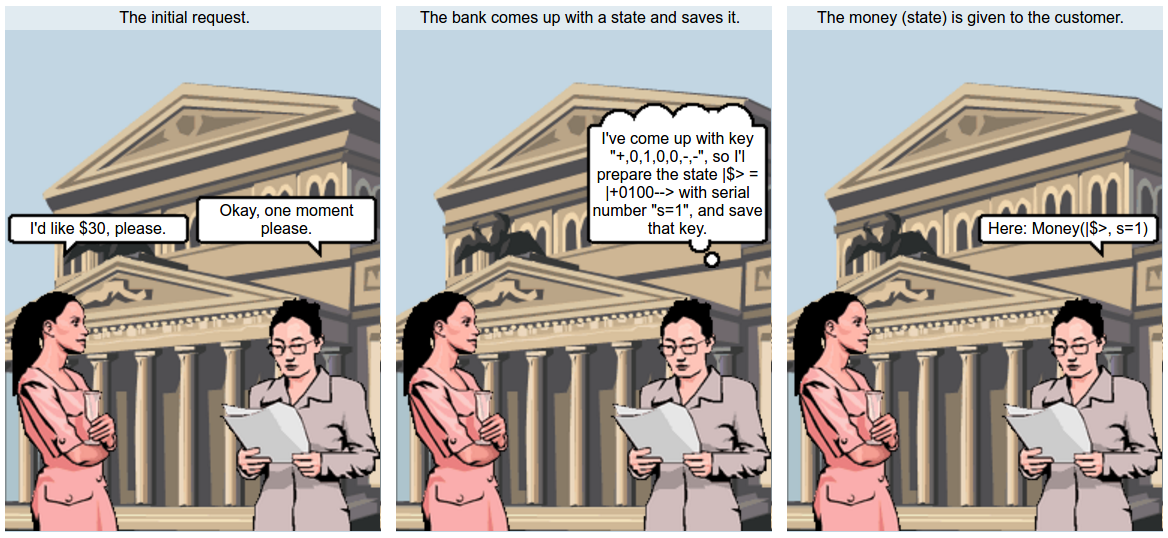 The initial request.
The bank comes up with a state and saves it.
The money (state) is given to the customer.
I'd like $30, please.
Okay, one moment
please.
I've come up with key
"+,0,1,0,0,-,-", so I'l
prepare the state |$> =
|+0100--> with serial
number "s=1", and save
that key.
Here: Money(|$>, s=1)